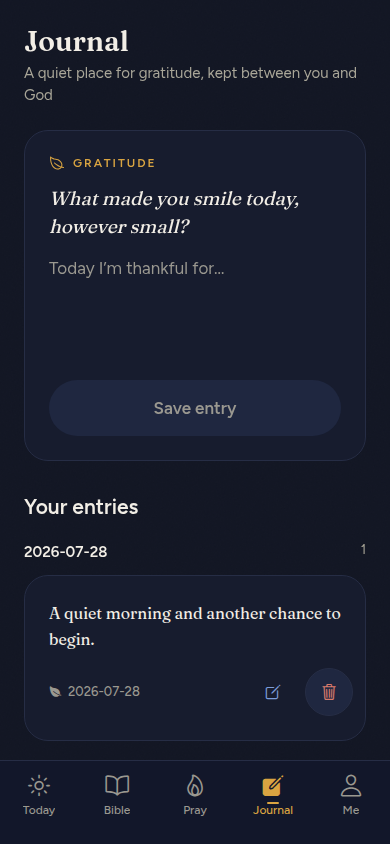 Journal
A quiet place for gratitude, kept between you and
God
GRATITUDE
What made you smile today,
however small?
Today I'm thankful for...
Save entry
Your entries
2026-07-28
1
A quiet morning and another chance to
begin.
2026-07-28
Today
Bible
Pray
Journal
Me